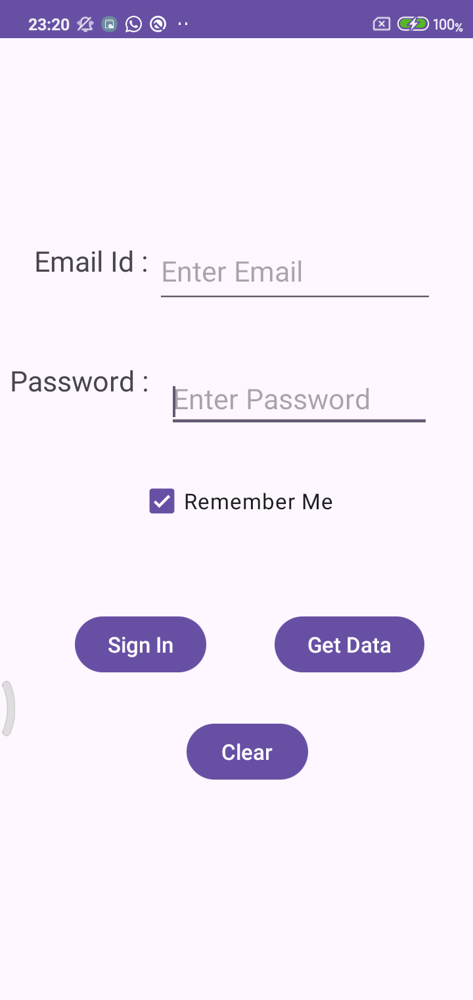 23:20 100%
Email Id :
Enter Email
Password :
Enter Password
Remember Me
Sign In
Get Data
Clear